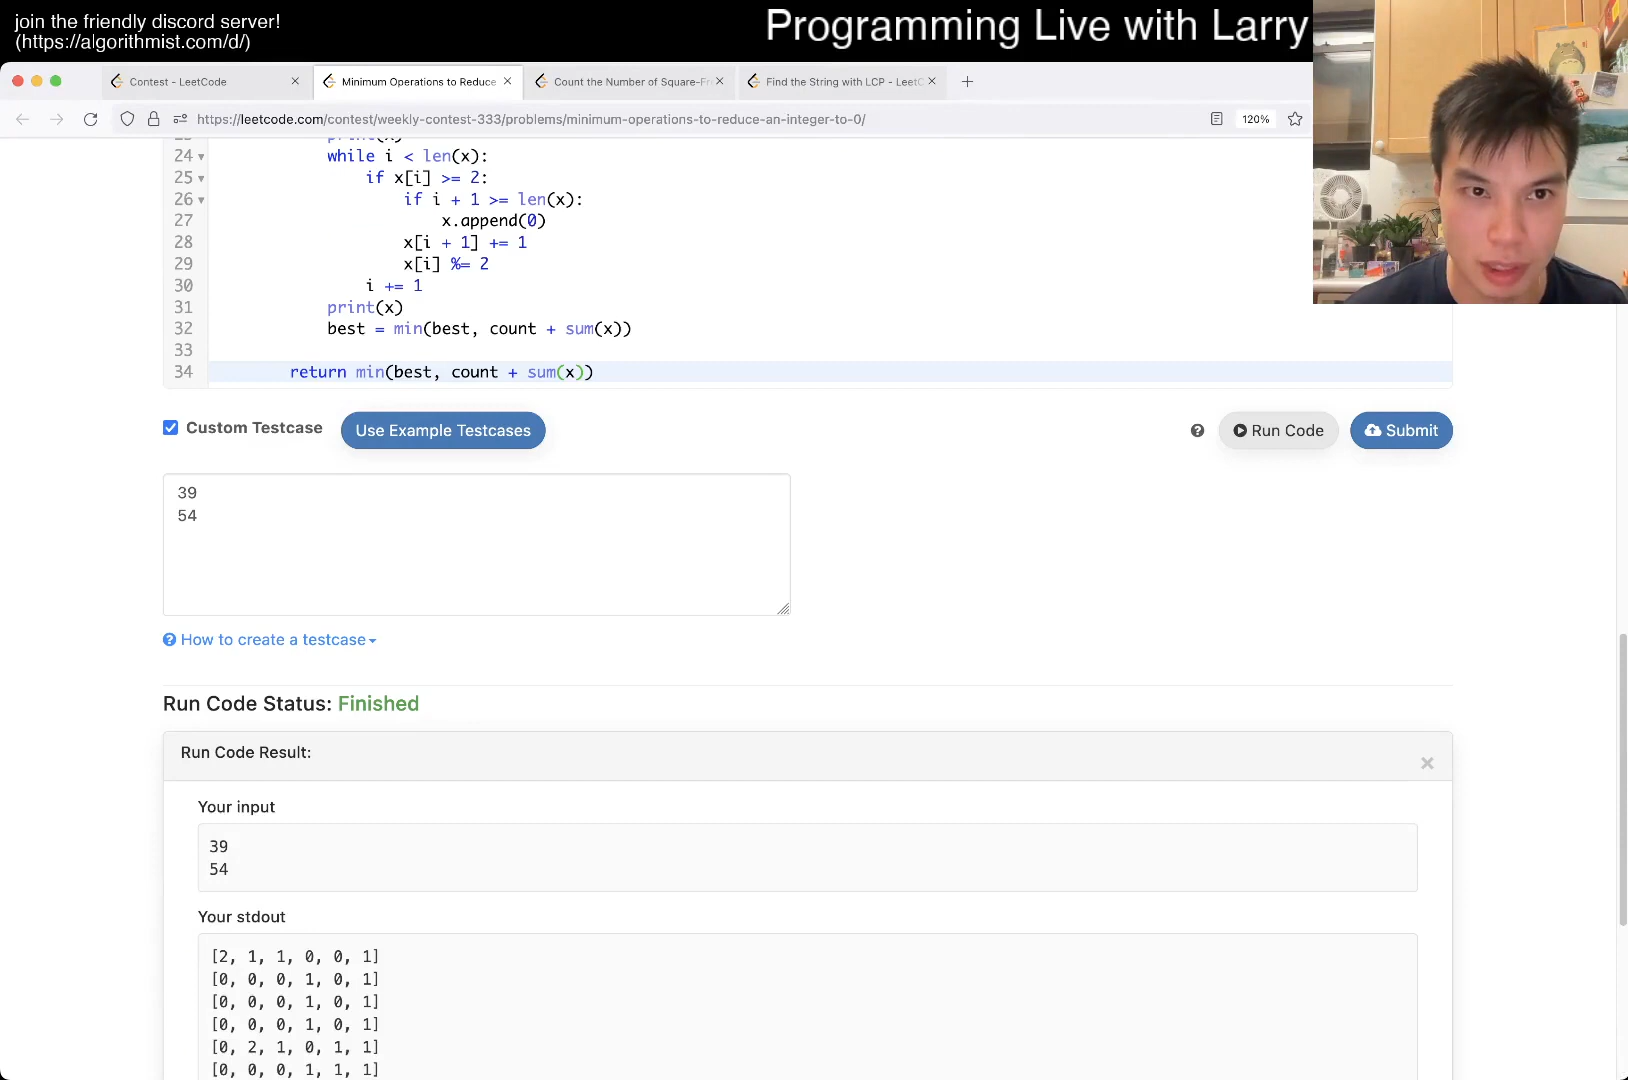 join the friendly discord server!
(https://algorithmist.com/d/)
Programming Live with Larry
Contest - LeetCode
Minimum Operations to Reduce
Count the Number of Square-Fr
Find the String with LCP - LeetC
https://leetcode.com/contest/weekly-contest-333/problems/minimum-operations-to-reduce-an-integer-to-0/
120%
24 while i < len(x):
25 if x[i] >= 2:
26 if i + 1 >= len(x):
27 x.append(0)
28 x[i + 1] += 1
29 x[i] %= 2
30 i += 1
31 print(x)
32 best = min(best, count + sum(x))
33
34 return min(best, count + sum(x))
Custom Testcase
Use Example Testcases
Run Code
Submit
39
54
How to create a testcase
Run Code Status: Finished
Run Code Result:
Your input
39
54
Your stdout
[2, 1, 1, 0, 0, 1]
[0, 0, 0, 1, 0, 1]
[0, 0, 0, 1, 0, 1]
[0, 0, 0, 1, 0, 1]
[0, 2, 1, 0, 1, 1]
[0, 0, 0, 1, 1, 1]